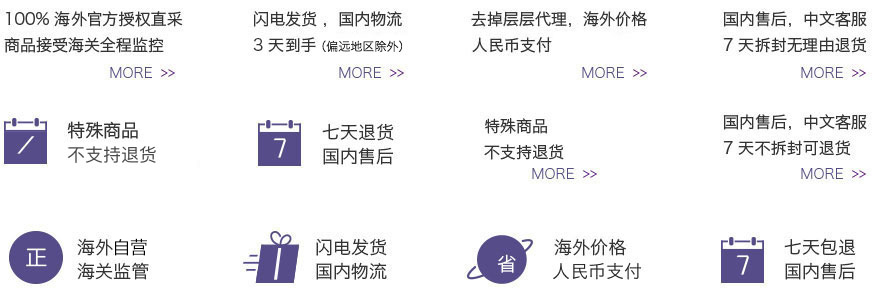 100% 海外官方授权直采
商品接受海关全程监控
MORE >>
闪电发货，国内物流
3 天到手 (偏远地区除外)
MORE >>
去掉层层代理，海外价格
人民币支付
MORE >>
国内售后，中文客服
7 天拆封无理由退货
MORE >>
特殊商品
不支持退货
7
七天退货
国内售后
特殊商品
不支持退货
MORE >>
国内售后，中文客服
7 天不拆封可退货
MORE >>
正
海外自营
海关监管
闪电发货
国内物流
省
海外价格
人民币支付
7
七天包退
国内售后